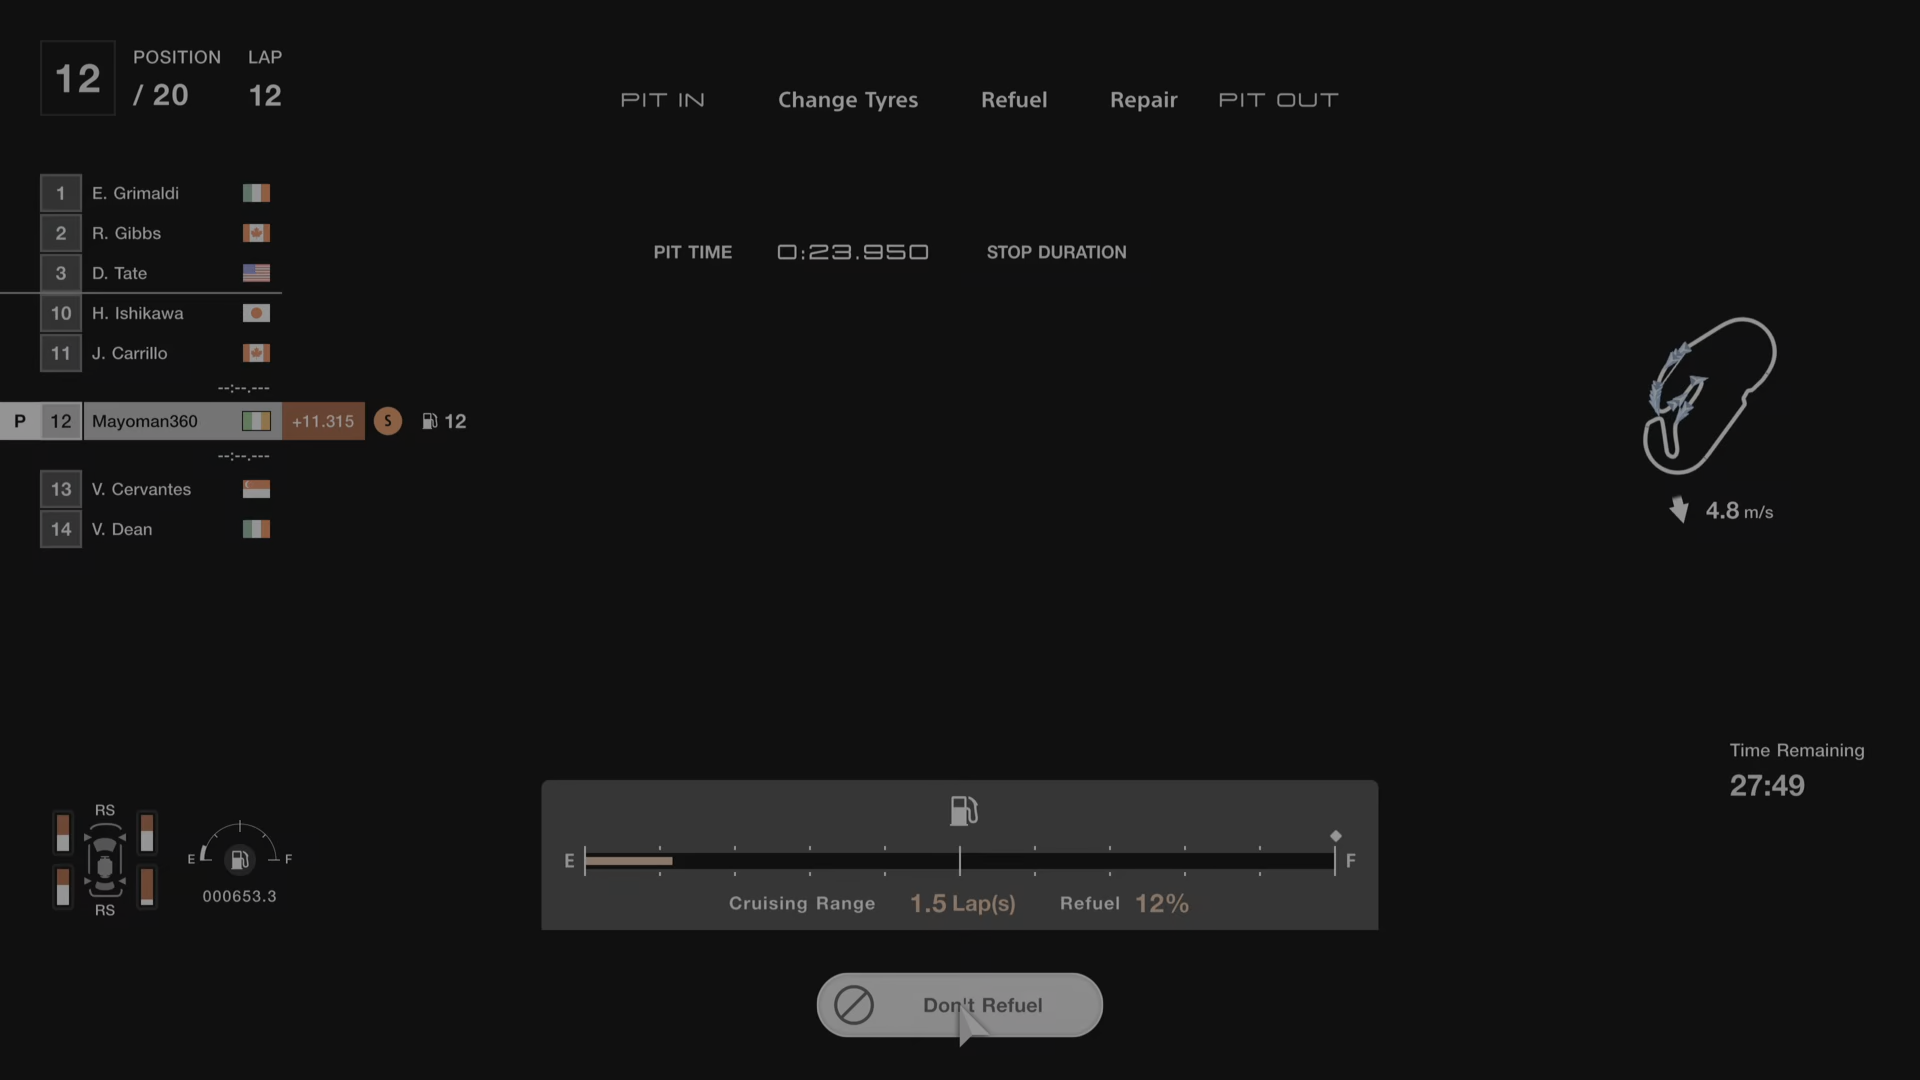 12 POSITION / 20 LAP 12
PIT IN Change Tyres Refuel Repair PIT OUT
1 E. Grimaldi
2 R. Gibbs
3 D. Tate
10 H. Ishikawa
11 J. Carrillo
--:--.---
P 12 Mayoman360 +11.315 S 12
--:--.---
13 V. Cervantes
14 V. Dean
PIT TIME 0:23.950 STOP DURATION
4.8 m/s
Time Remaining
27:49
RS
RS
E F
000653.3
E F
Cruising Range 1.5 Lap(s) Refuel 12%
Don't Refuel